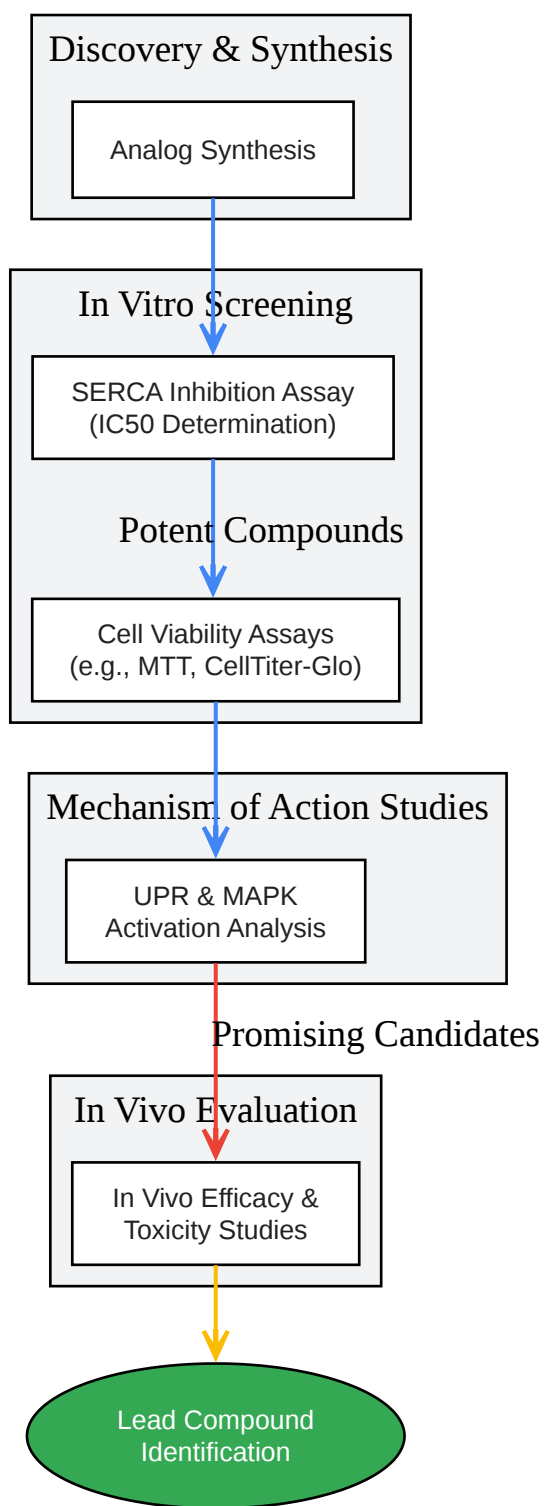 Discovery & Synthesis
Analog Synthesis
In Vitro Screening
SERCA Inhibition Assay
(IC50 Determination)
Potent Compounds
Cell Viability Assays
(e.g., MTT, CellTiter-Glo)
Mechanism of Action Studies
UPR & MAPK
Activation Analysis
Promising Candidates
In Vivo Evaluation
In Vivo Efficacy &
Toxicity Studies
Lead Compound
Identification